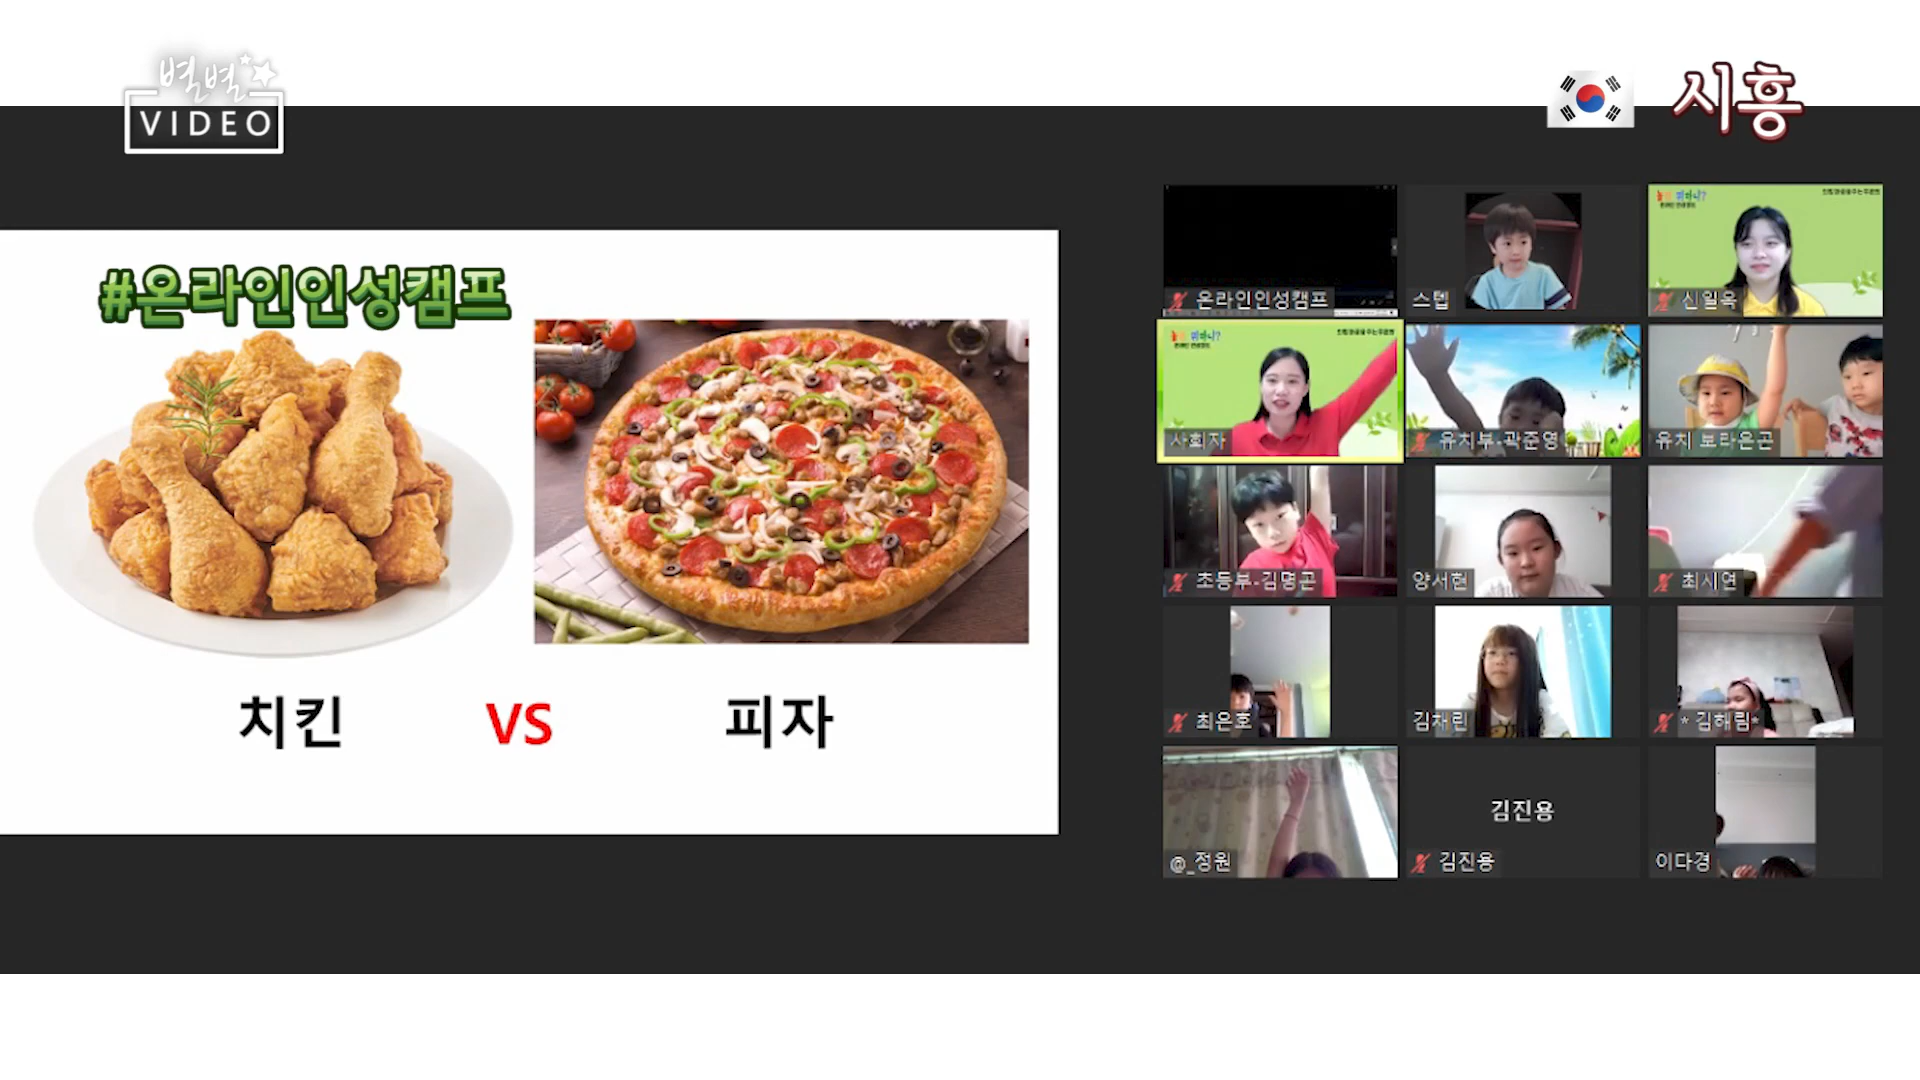 별별
VIDEO
시흥
#온라인인성캠프
치킨 VS 피자
온라인인성캠프
스텝
신일옥
사회자
유치부-곽준영
유치 보라은곤
초등부-김명곤
양서현
최시연
최은호
김채린
* 김해림*
@_정원
김진용
김진용
이다경